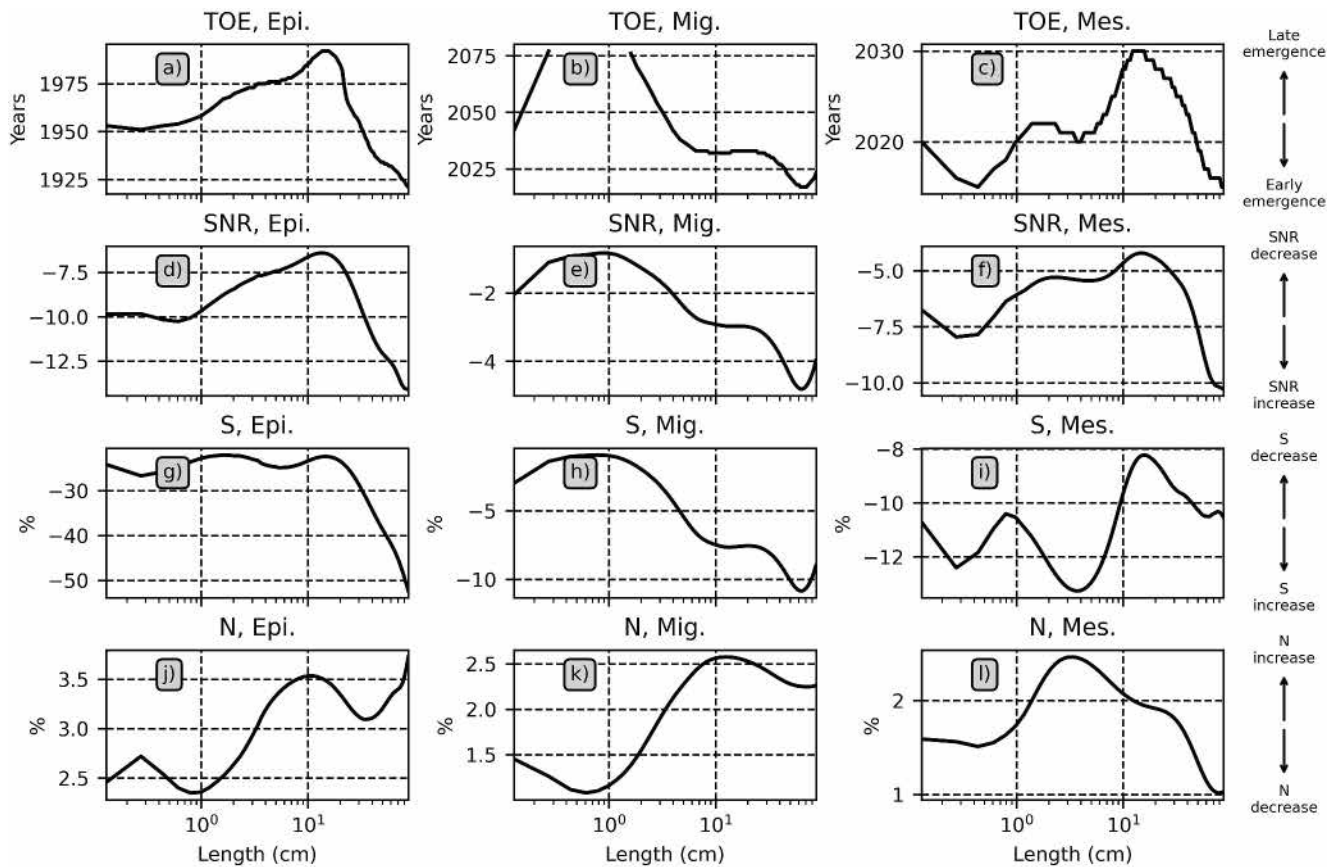 TOE, Epi.
TOE, Mig.
TOE, Mes.
Late
emergence
Early
emergence
Years
1975
1950
1925
a)
Years
2075
2050
2025
b)
Years
2030
2020
c)
SNR, Epi.
SNR, Mig.
SNR, Mes.
SNR
decrease
SNR
increase
−7.5
−10.0
−12.5
d)
−2
−4
e)
−5.0
−7.5
−10.0
f)
S, Epi.
S, Mig.
S, Mes.
S
decrease
S
increase
%
−30
−40
−50
g)
%
−5
−10
h)
%
−8
−10
−12
i)
N, Epi.
N, Mig.
N, Mes.
N
increase
N
decrease
%
3.5
3.0
2.5
j)
%
2.5
2.0
1.5
k)
%
2
1
l)
10⁰ 10¹
10⁰ 10¹
10⁰ 10¹
Length (cm)
Length (cm)
Length (cm)